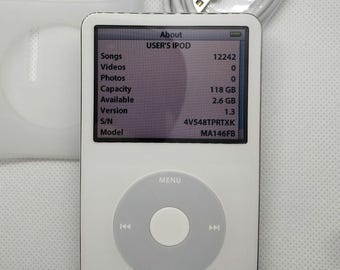 About
USER'S IPOD
Songs 12242
Videos 0
Photos 0
Capacity 118 GB
Available 2.6 GB
Version 1.3
S/N 4V548TPRTXK
Model MA146FB
MENU